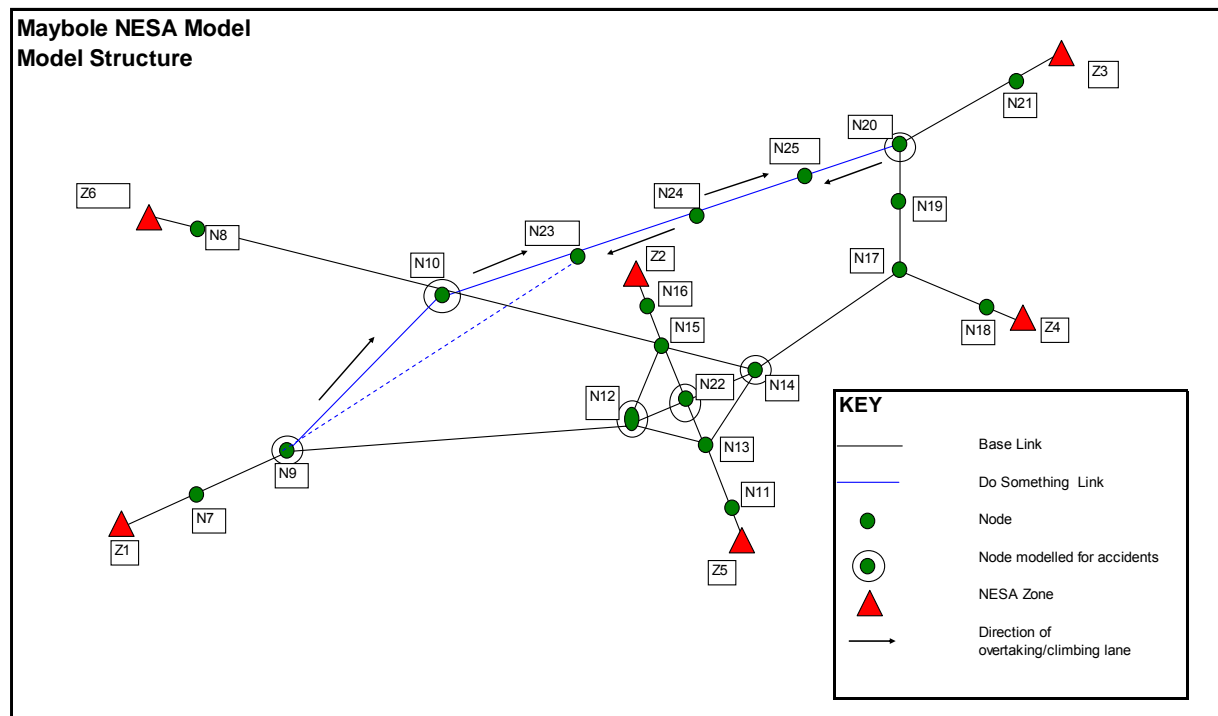 Maybole NESA Model
Model Structure
Z3
N21
N20
N25
Z6
N24
N19
N8
N23
N10
Z2
N17
N16
N15
N18
Z4
N22
N14
N12
N13
N9
N11
N7
Z1
Z5
KEY
Base Link
Do Something Link
Node
Node modelled for accidents
NESA Zone
Direction of
overtaking/climbing lane